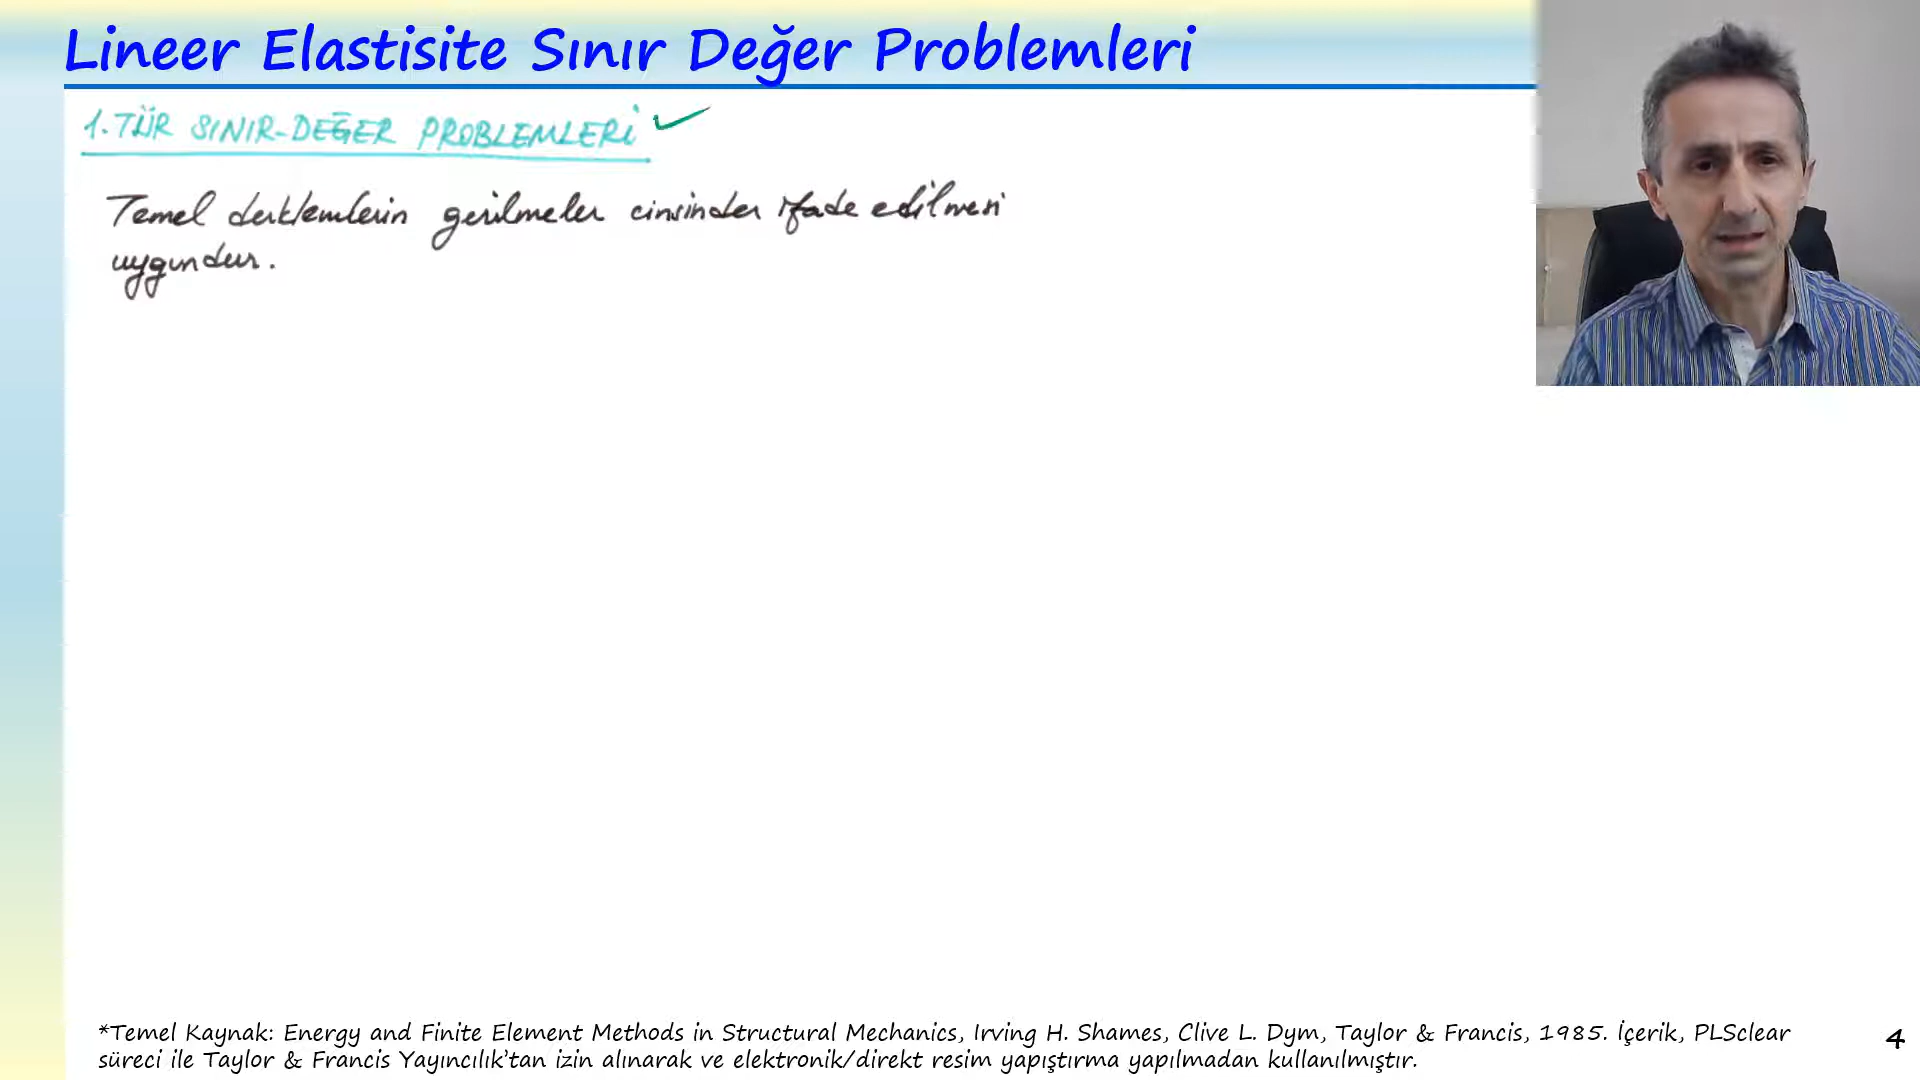 Lineer Elastisite Sınır Değer Problemleri
1. TÜR SINIR-DEĞER PROBLEMLERİ ✓
Temel denklemlerin gerilmeler cinsinden ifade edilmesi
uygundur.
*Temel Kaynak: Energy and Finite Element Methods in Structural Mechanics, Irving H. Shames, Clive L. Dym, Taylor & Francis, 1985. İçerik, PLSclear
süreci ile Taylor & Francis Yayıncılık'tan izin alınarak ve elektronik/direkt resim yapıştırma yapılmadan kullanılmıştır.
4